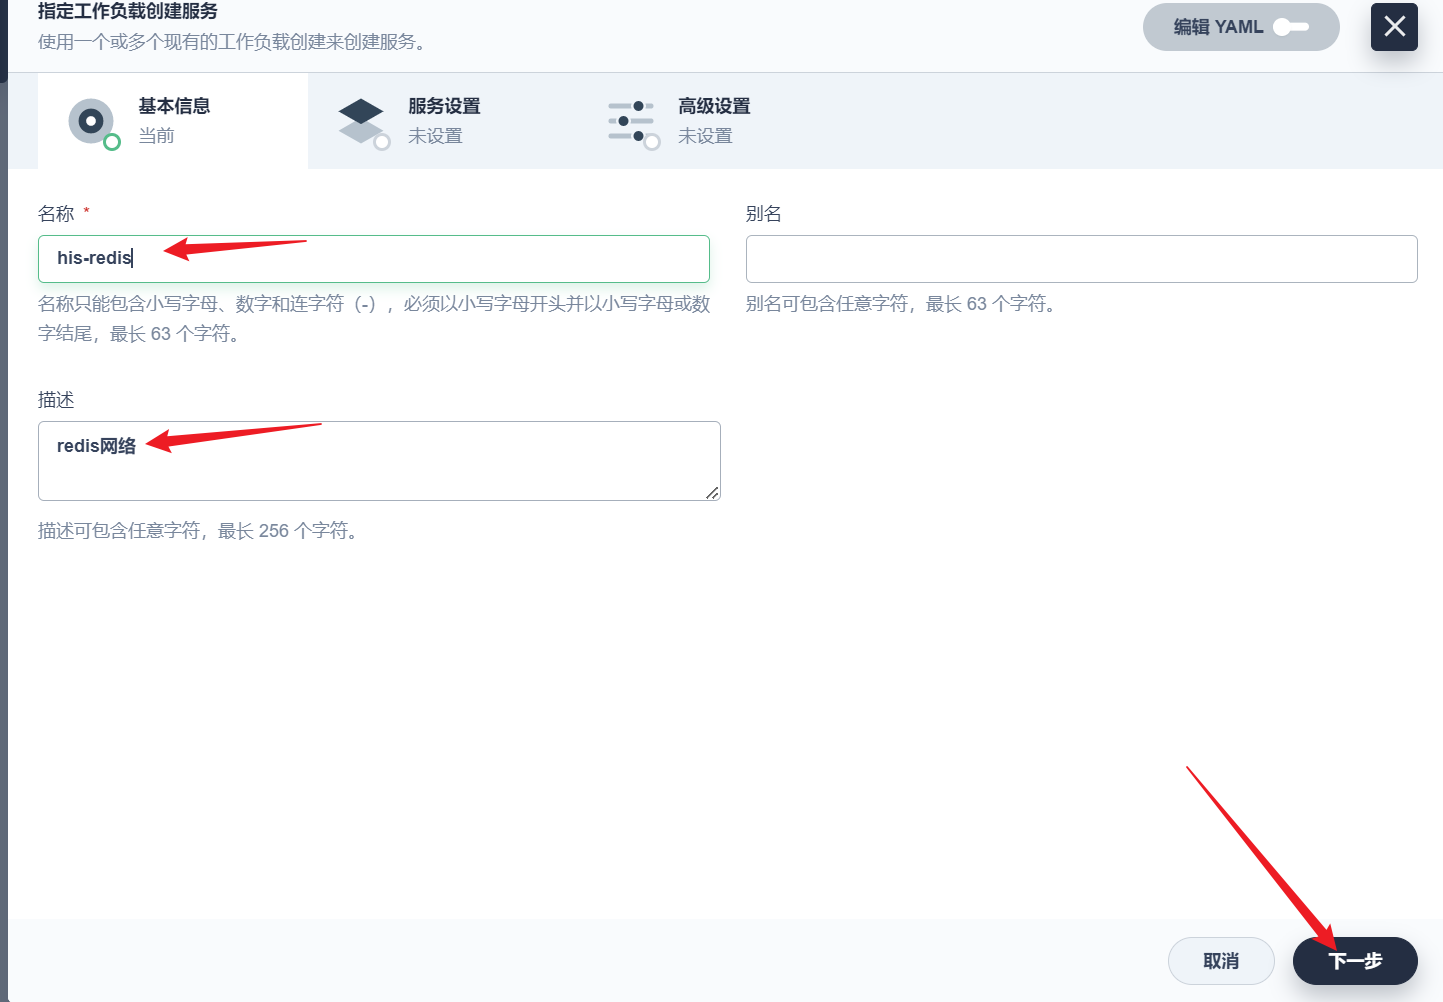 指定工作负载创建服务
使用一个或多个现有的工作负载创建来创建服务。
编辑 YAML
基本信息
当前
服务设置
未设置
高级设置
未设置
名称 *
his-redis
名称只能包含小写字母、数字和连字符（-），必须以小写字母开头并以小写字母或数
字结尾，最长 63 个字符。
别名
别名可包含任意字符，最长 63 个字符。
描述
redis网络
描述可包含任意字符，最长 256 个字符。
取消
下一步